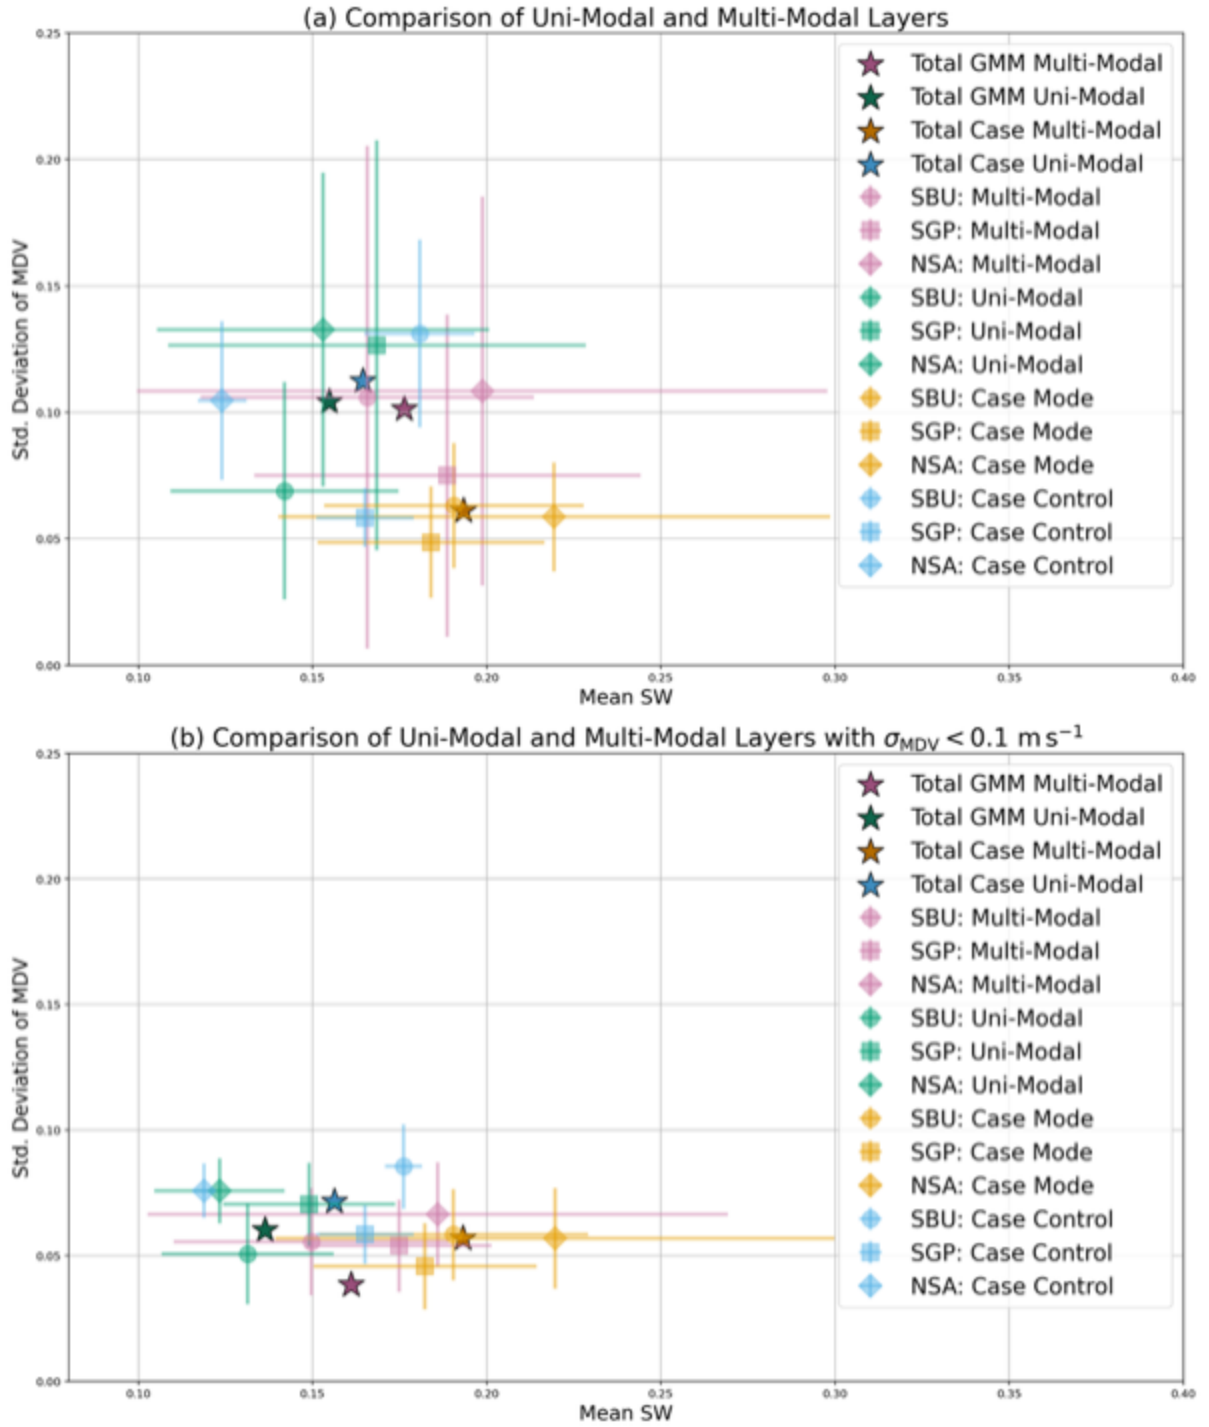 (a) Comparison of Uni-Modal and Multi-Modal Layers
0.25
0.20
0.15
0.10
0.05
0.00
Std. Deviation of MDV
Total GMM Multi-Modal
Total GMM Uni-Modal
Total Case Multi-Modal
Total Case Uni-Modal
SBU: Multi-Modal
SGP: Multi-Modal
NSA: Multi-Modal
SBU: Uni-Modal
SGP: Uni-Modal
NSA: Uni-Modal
SBU: Case Mode
SGP: Case Mode
NSA: Case Mode
SBU: Case Control
SGP: Case Control
NSA: Case Control
0.10 0.15 0.20 0.25 0.30 0.35 0.40
Mean SW
(b) Comparison of Uni-Modal and Multi-Modal Layers with σMDV < 0.1 m s⁻¹
0.25
0.20
0.15
0.10
0.05
0.00
Std. Deviation of MDV
Total GMM Multi-Modal
Total GMM Uni-Modal
Total Case Multi-Modal
Total Case Uni-Modal
SBU: Multi-Modal
SGP: Multi-Modal
NSA: Multi-Modal
SBU: Uni-Modal
SGP: Uni-Modal
NSA: Uni-Modal
SBU: Case Mode
SGP: Case Mode
NSA: Case Mode
SBU: Case Control
SGP: Case Control
NSA: Case Control
0.10 0.15 0.20 0.25 0.30 0.35 0.40
Mean SW